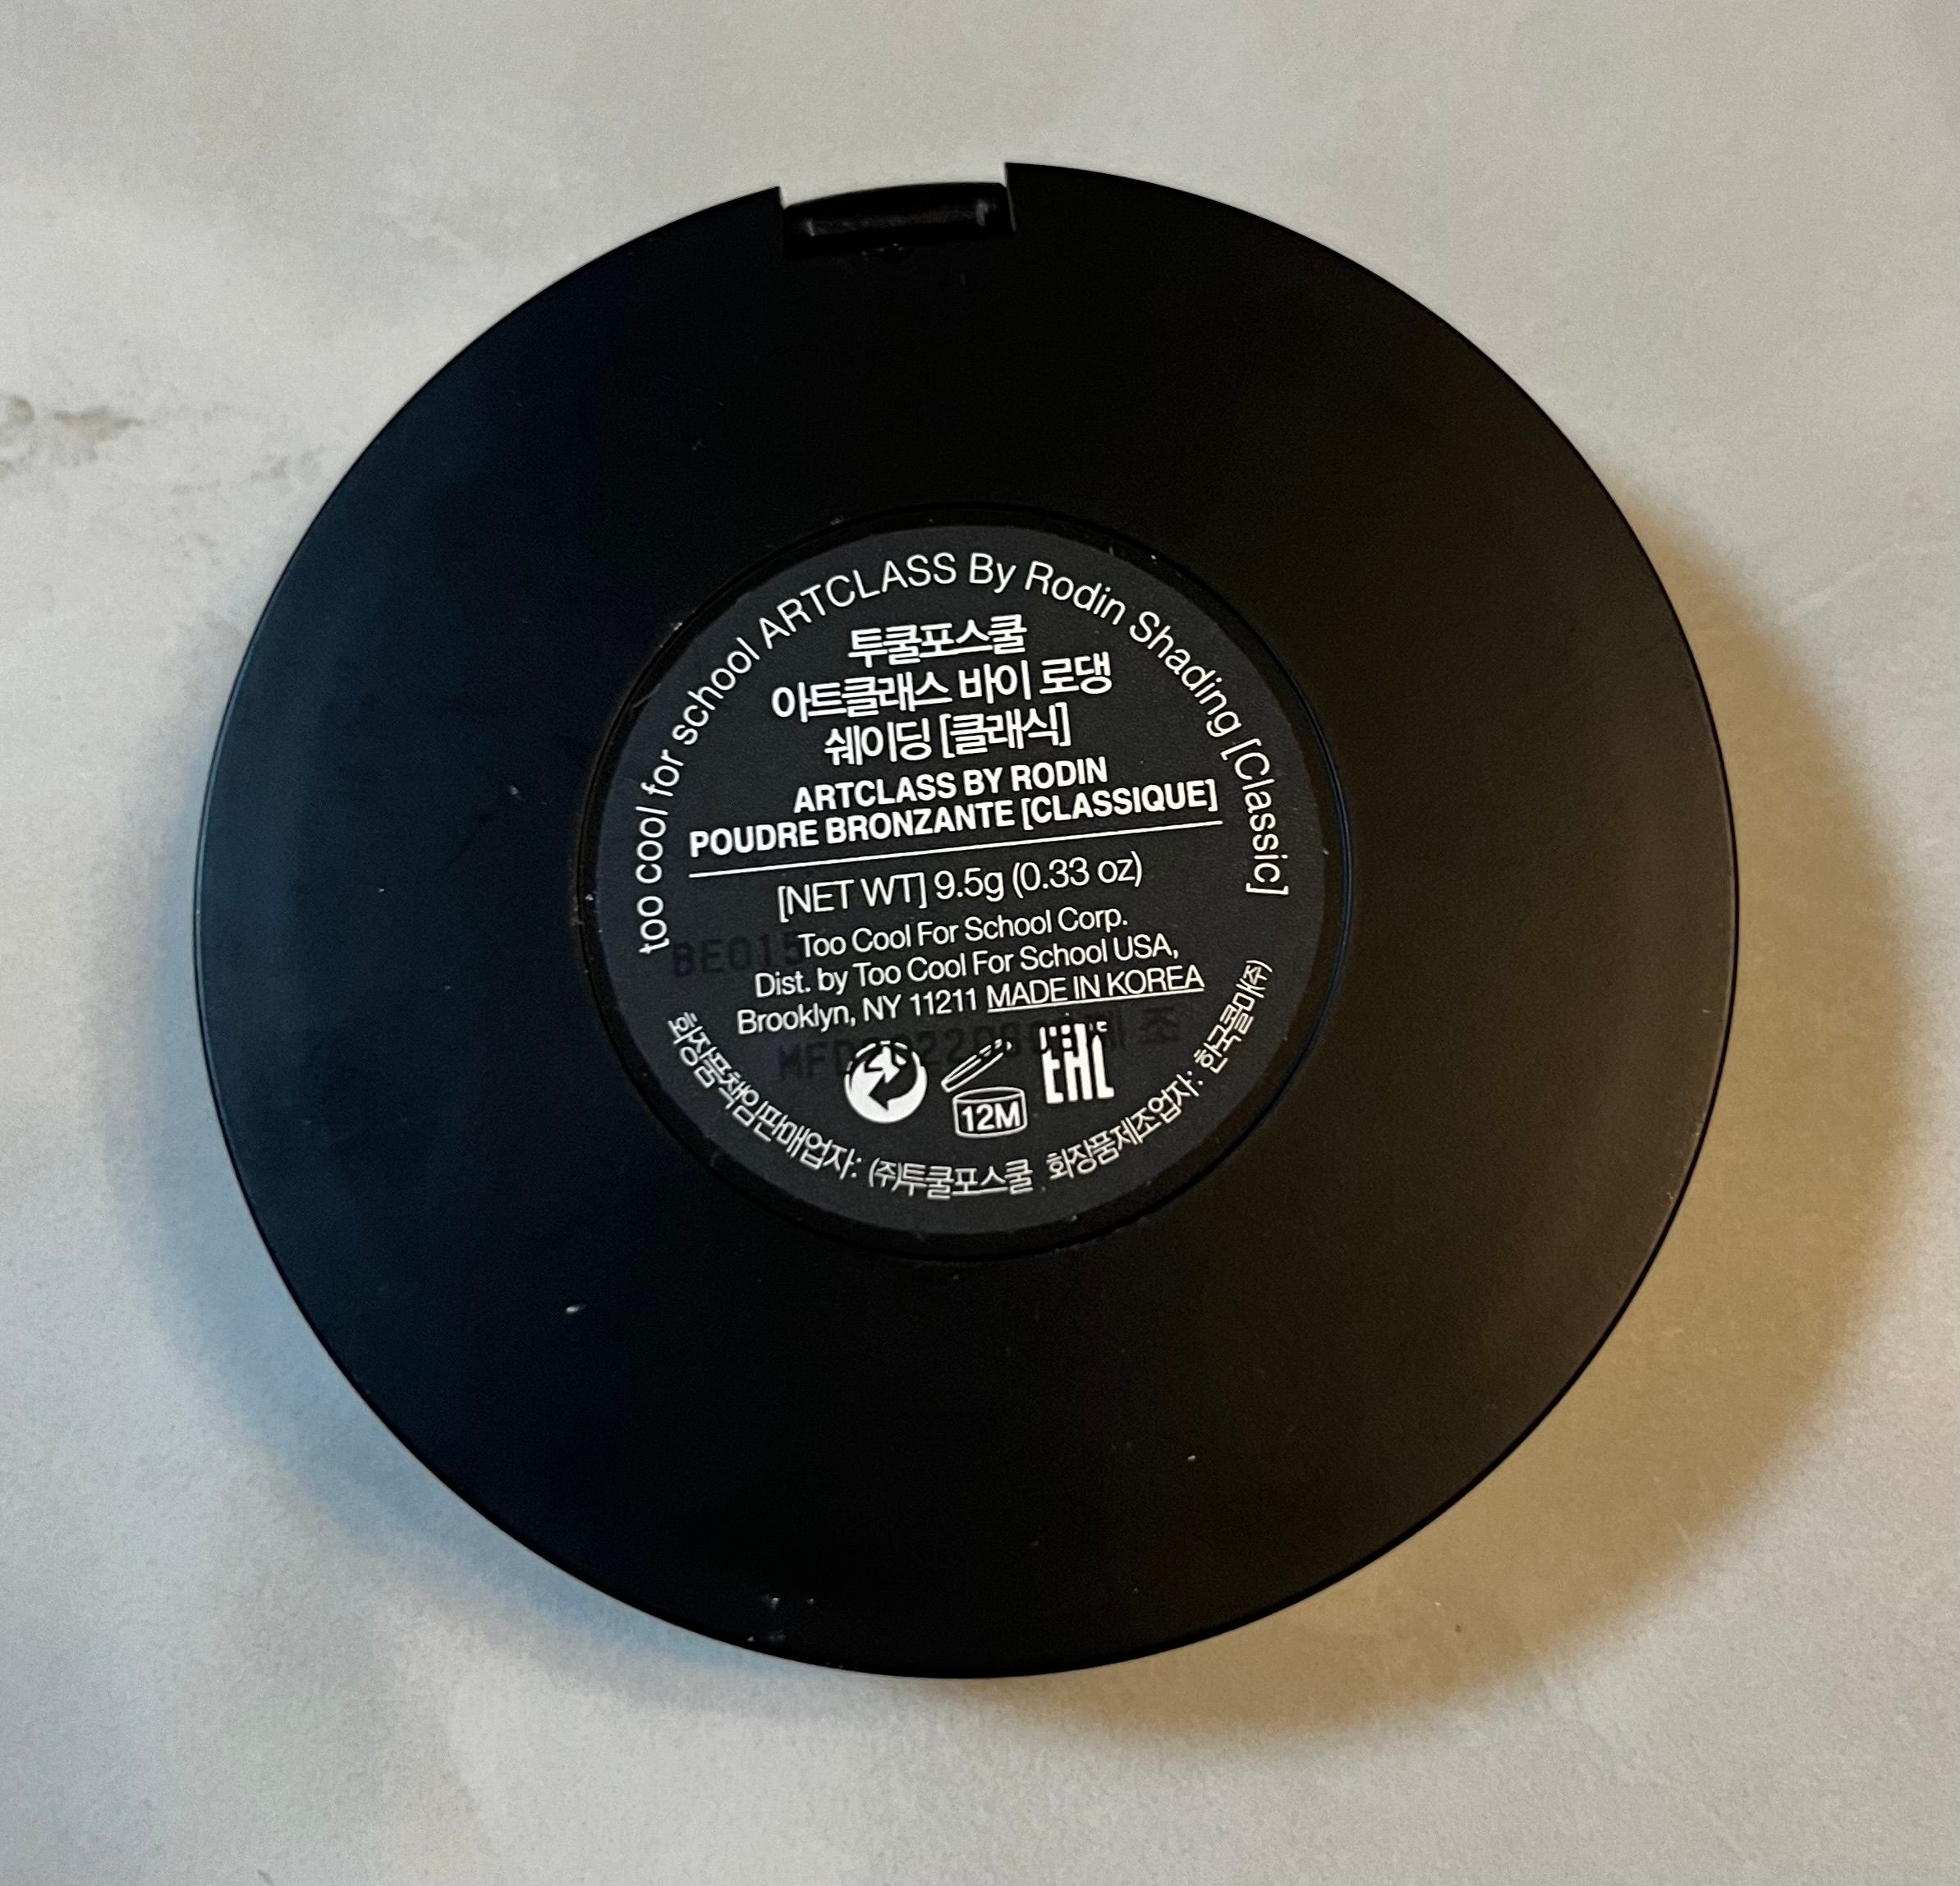 too cool for school ARTCLASS By Rodin Shading [Classic]
투쿨포스쿨
아트클래스 바이 로댕
쉐이딩 [클래식]
ARTCLASS BY RODIN
POUDRE BRONZANTE [CLASSIQUE]
[NET WT] 9.5g (0.33 oz)
Too Cool For School Corp.
BE015
Dist. by Too Cool For School USA,
Brooklyn, NY 11211 MADE IN KOREA
12M
EAC
화장품책임판매업자: (주)투쿨포스쿨 화장품제조업자: 한국콜마(주)